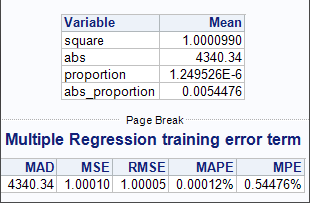 Variable Mean
square 1.0000990
abs 4340.34
proportion 1.249526E-6
abs_proportion 0.0054476
Page Break
Multiple Regression training error term
MAD MSE RMSE MAPE MPE
4340.34 1.00010 1.00005 0.00012% 0.54476%